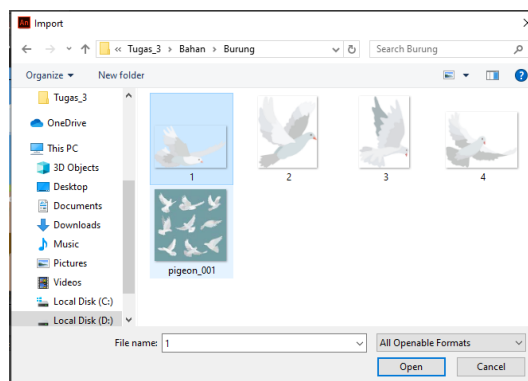 An Import
« Tugas_3 > Bahan > Burung
Search Burung
Organize New folder
Tugas_3
OneDrive
This PC
3D Objects
Desktop
Documents
Downloads
Music
Pictures
Videos
Local Disk (C:)
Local Disk (D:)
1
2
3
4
pigeon_001
File name: 1
All Openable Formats
Open Cancel